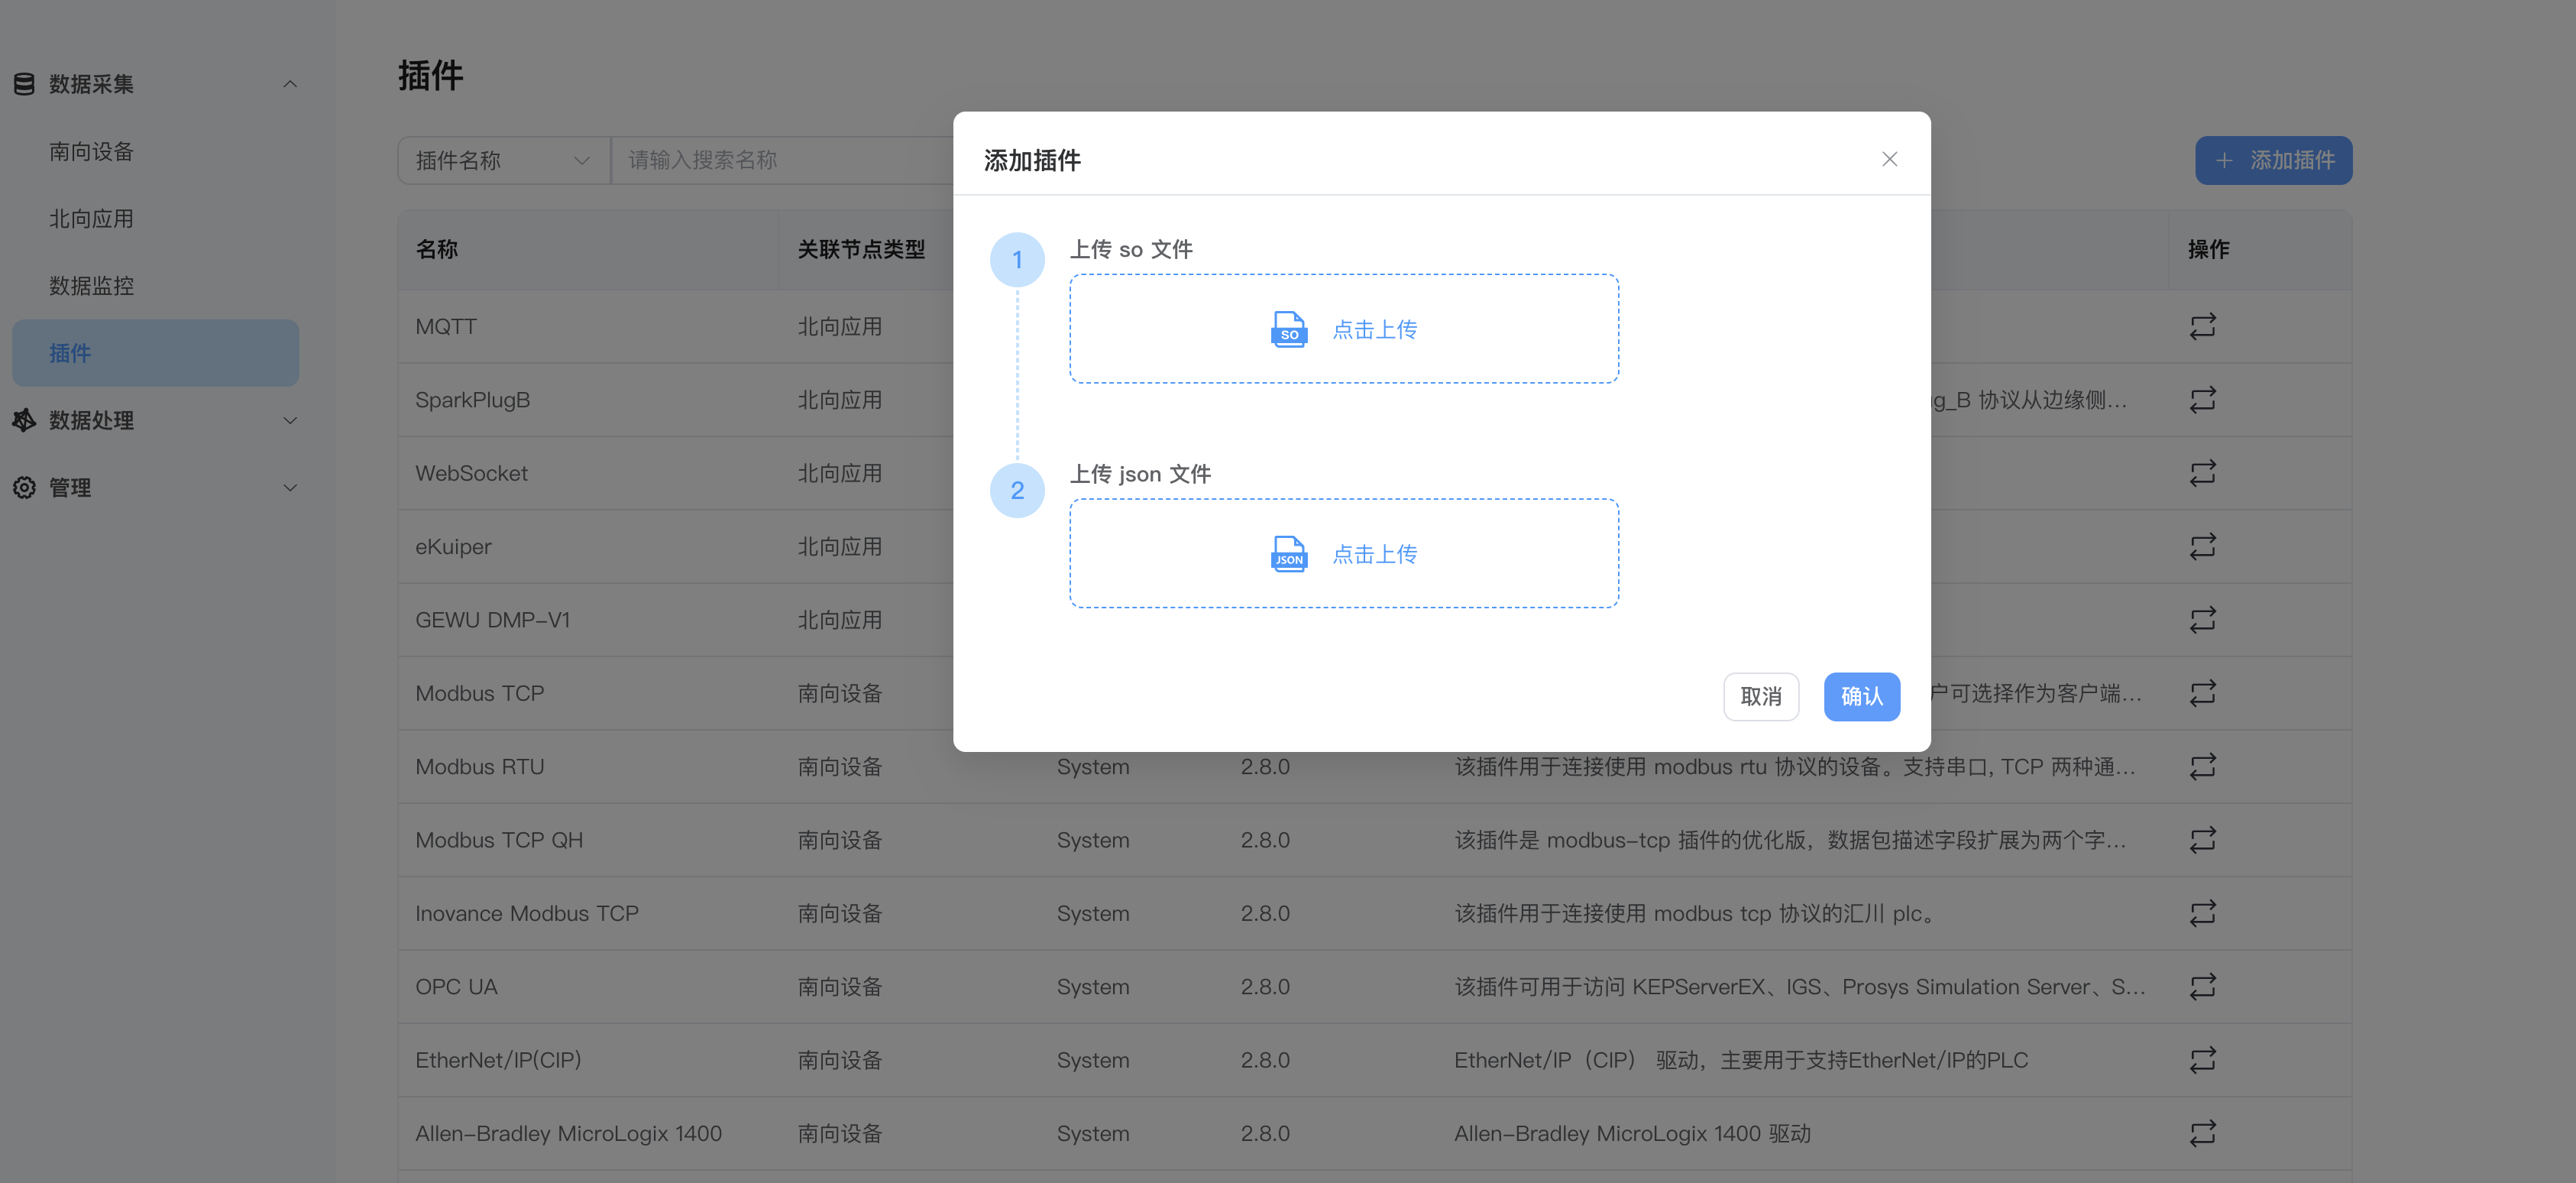 数据采集
南向设备
北向应用
数据监控
插件
数据处理
管理
插件
插件名称
请输入搜索名称
添加插件
名称 关联节点类型 操作
MQTT 北向应用
SparkPlugB 北向应用 g_B 协议从边缘侧...
WebSocket 北向应用
eKuiper 北向应用
GEWU DMP-V1 北向应用
Modbus TCP 南向设备 户可选择作为客户端...
Modbus RTU 南向设备 System 2.8.0 该插件用于连接使用 modbus rtu 协议的设备。支持串口, TCP 两种通...
Modbus TCP QH 南向设备 System 2.8.0 该插件是 modbus-tcp 插件的优化版，数据包描述字段扩展为两个字...
Inovance Modbus TCP 南向设备 System 2.8.0 该插件用于连接使用 modbus tcp 协议的汇川 plc。
OPC UA 南向设备 System 2.8.0 该插件可用于访问 KEPServerEX、IGS、Prosys Simulation Server、S...
EtherNet/IP(CIP) 南向设备 System 2.8.0 EtherNet/IP（CIP） 驱动，主要用于支持EtherNet/IP的PLC
Allen-Bradley MicroLogix 1400 南向设备 System 2.8.0 Allen-Bradley MicroLogix 1400 驱动
添加插件
1 上传 so 文件
SO 点击上传
2 上传 json 文件
JSON 点击上传
取消 确认